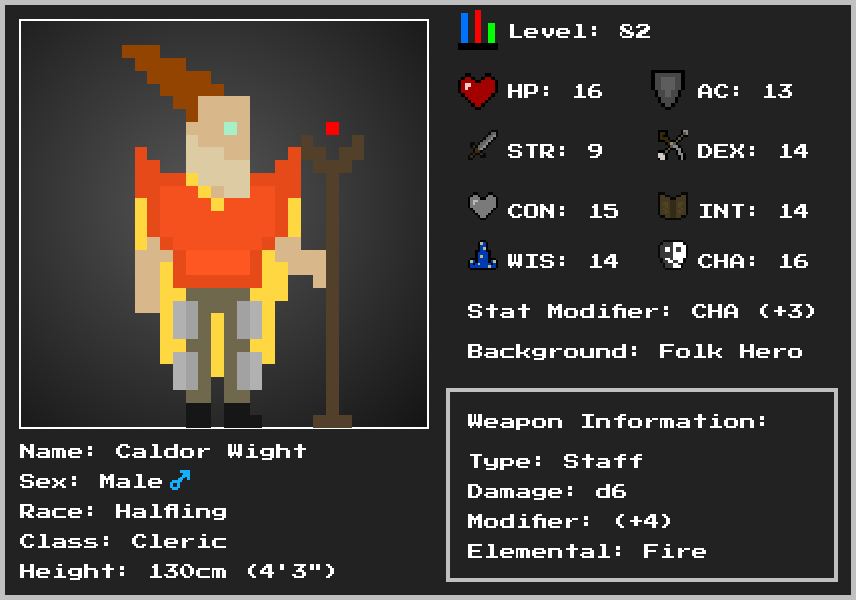 Level: 82
HP: 16 AC: 13
STR: 9 DEX: 14
CON: 15 INT: 14
WIS: 14 CHA: 16
Stat Modifier: CHA (+3)
Background: Folk Hero
Weapon Information:
Type: Staff
Damage: d6
Modifier: (+4)
Elemental: Fire
Name: Caldor Wight
Sex: Male ♂
Race: Halfling
Class: Cleric
Height: 130cm (4'3")